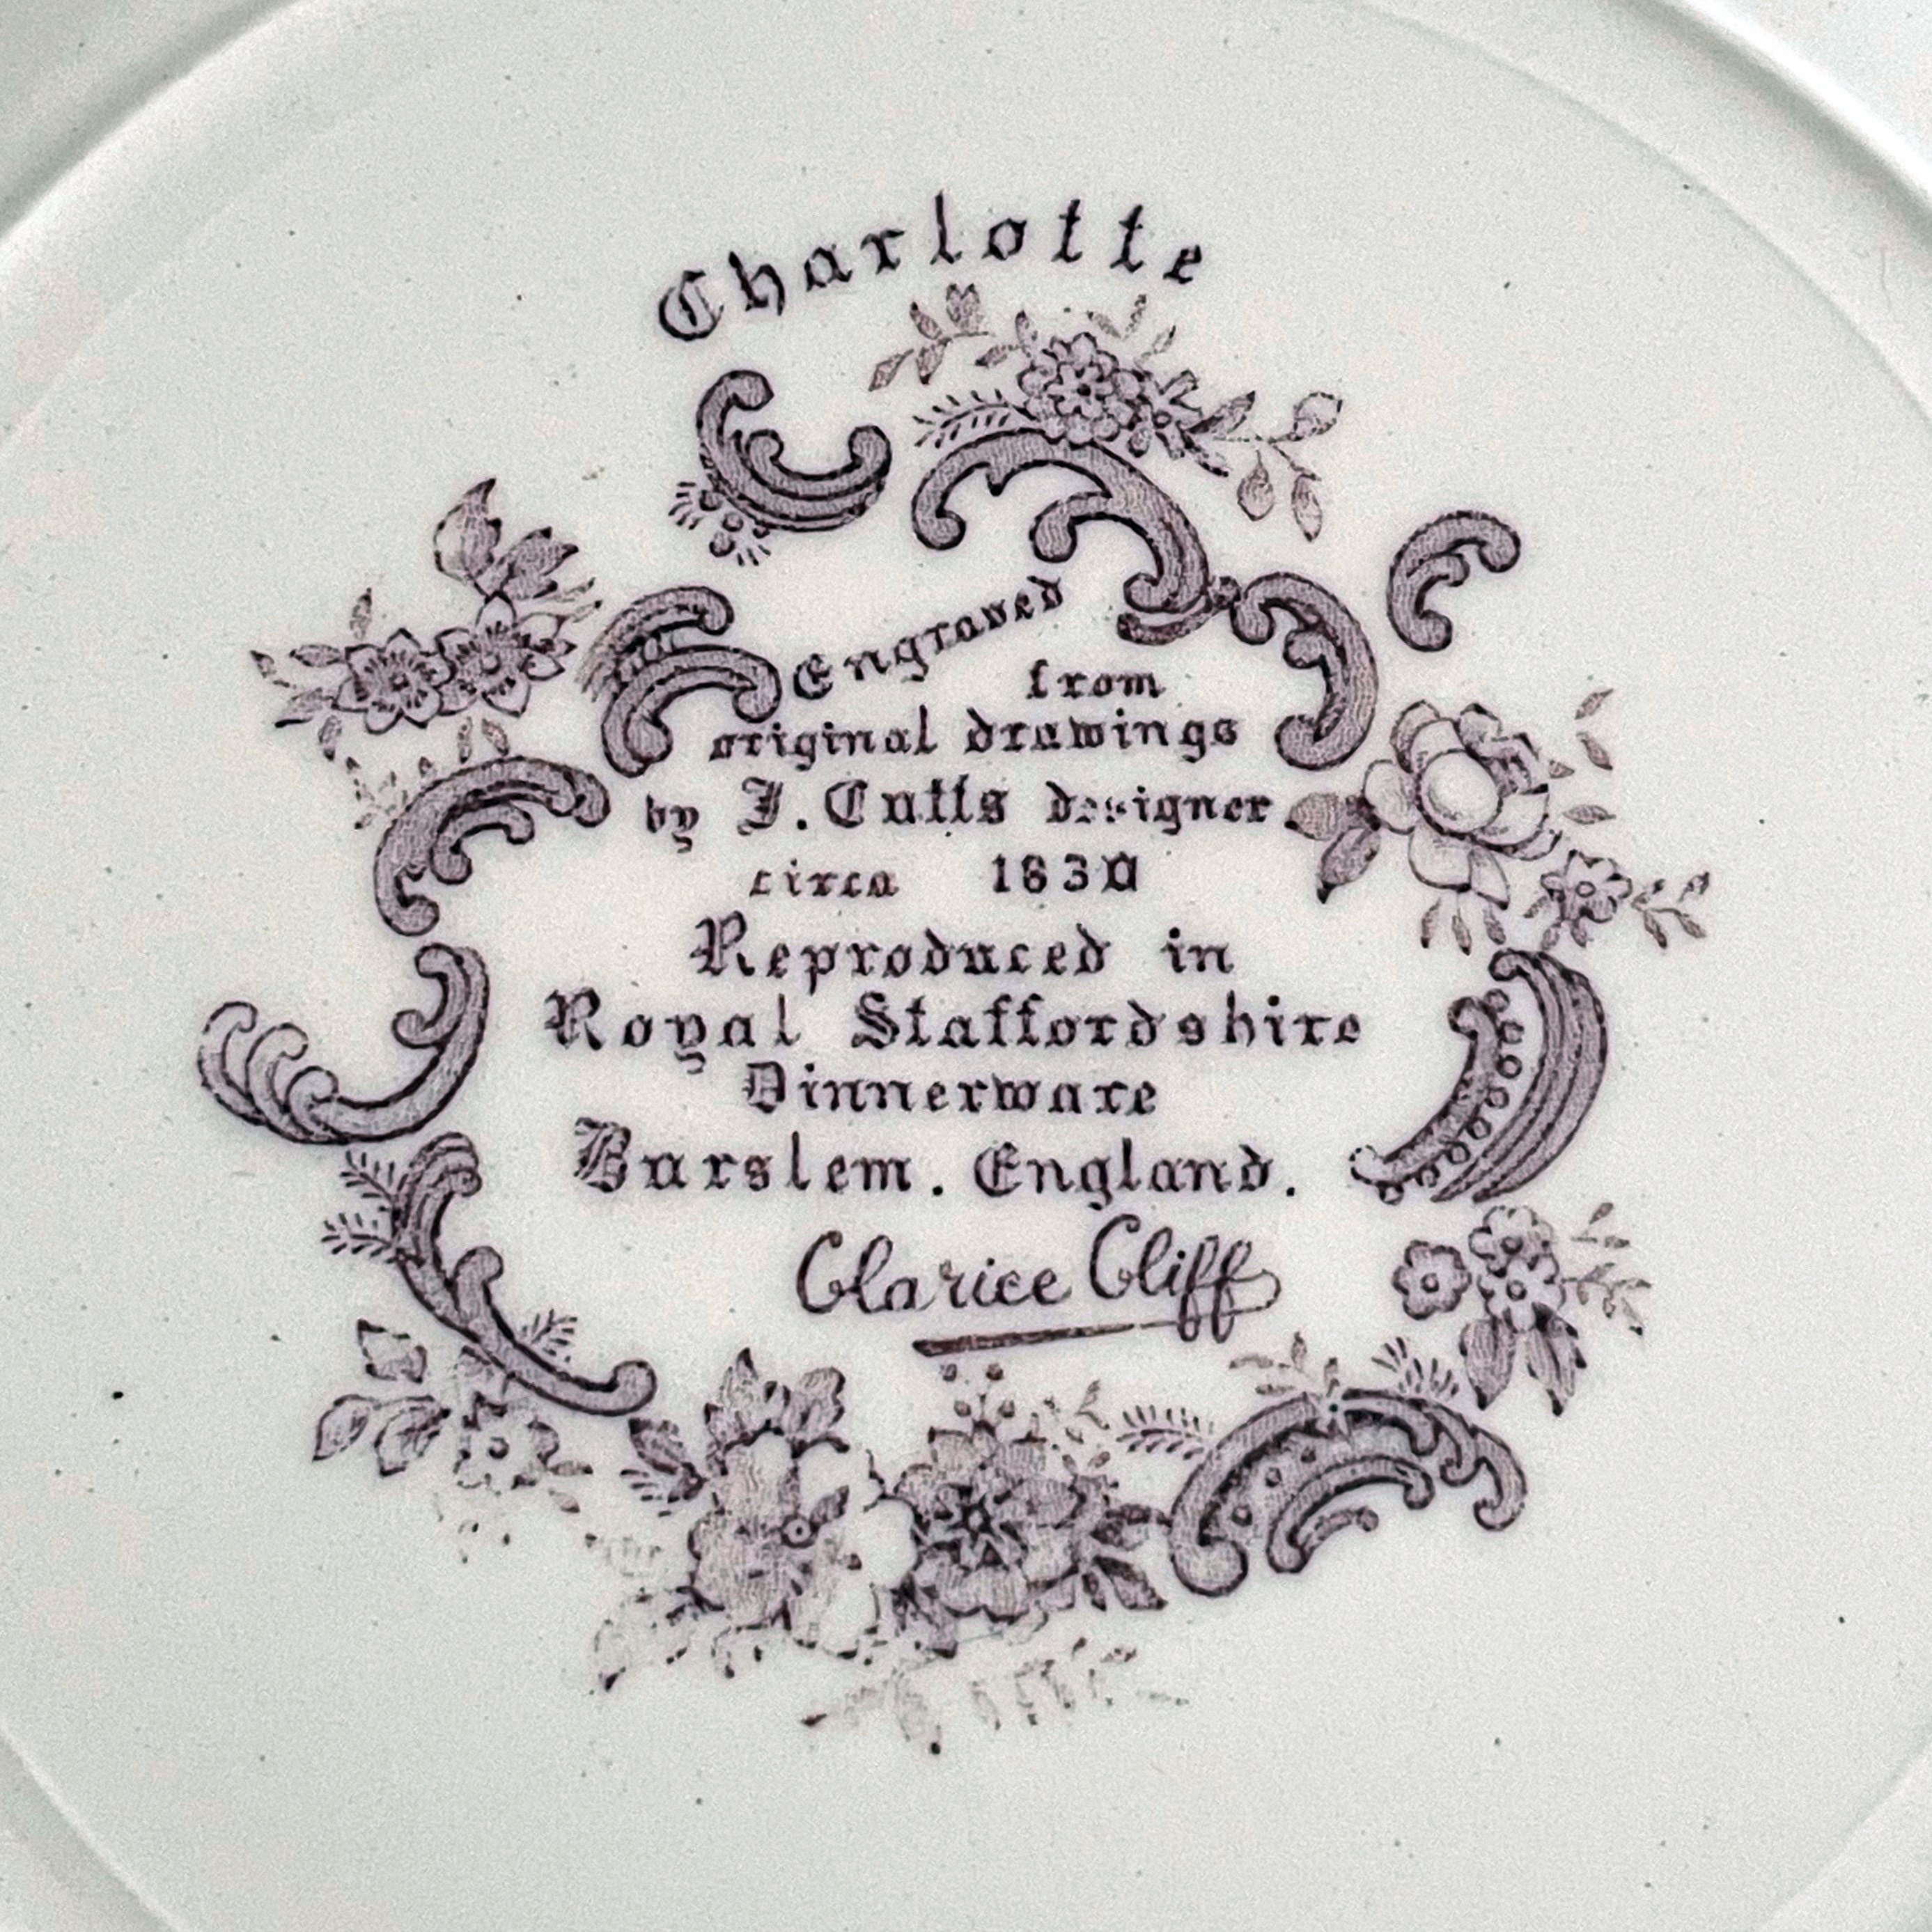 Charlotte
Engraved
from
original drawings
by J. Cutts designer
circa 1830
Reproduced in
Royal Staffordshire
Dinnerware
Burslem. England.
Clarice Cliff